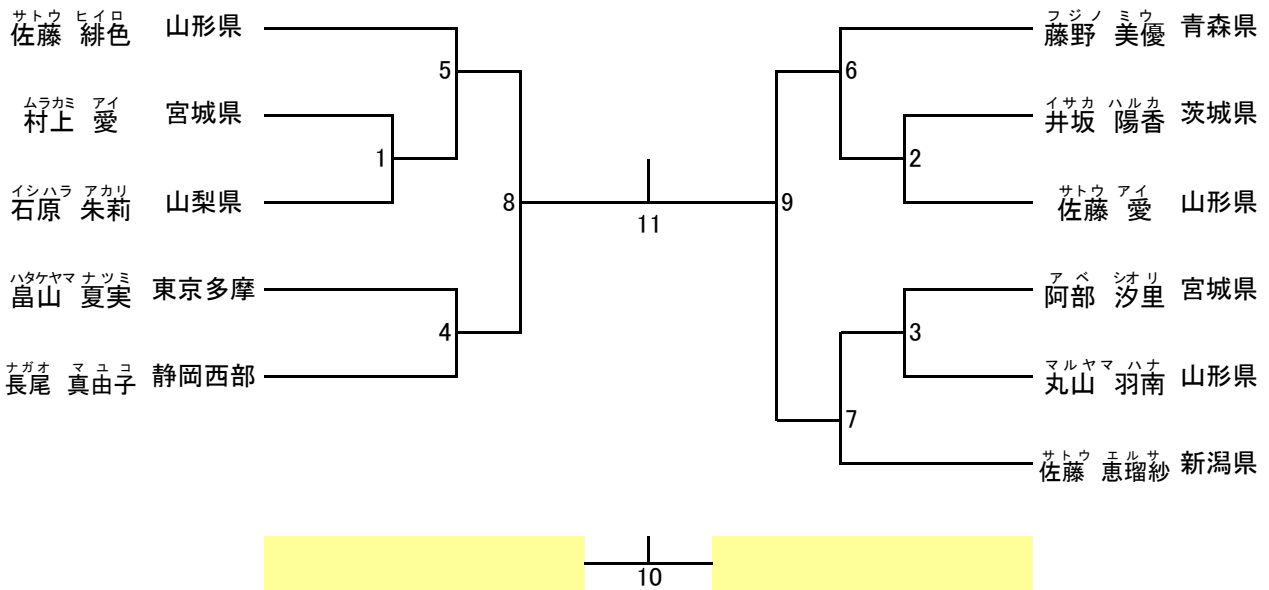 サトウ ヒイロ
佐藤 緋色 山形県
5
ムラカミ アイ
村上 愛 宮城県
1
イシハラ アカリ
石原 朱莉 山梨県
8
ハタケヤマ ナツミ
畠山 夏実 東京多摩
4
ナガオ マユコ
長尾 真由子 静岡西部
11
フジノ ミウ
藤野 美優 青森県
6
イサカ ハルカ
井坂 陽香 茨城県
2
サトウ アイ
佐藤 愛 山形県
9
アベ シオリ
阿部 汐里 宮城県
3
マルヤマ ハナ
丸山 羽南 山形県
7
サトウ エルサ
佐藤 恵瑠紗 新潟県
10